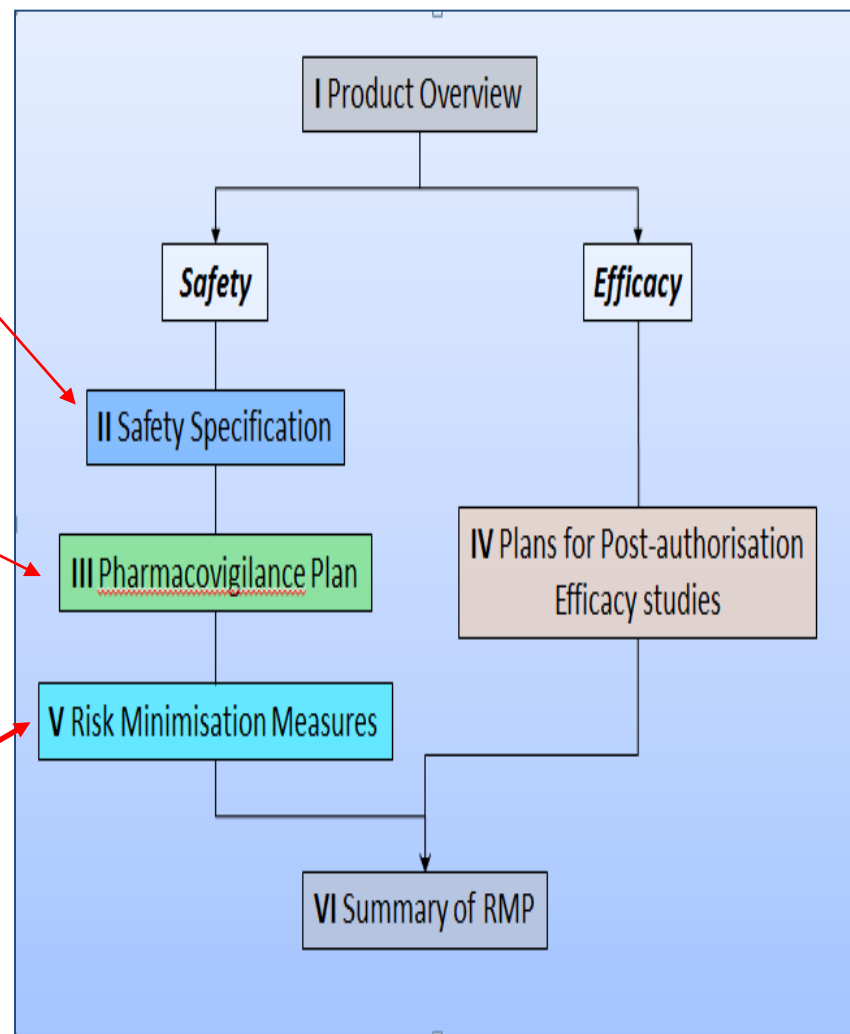 I Product Overview
Safety
Efficacy
II Safety Specification
III Pharmacovigilance Plan
IV Plans for Post-authorisation
Efficacy studies
V Risk Minimisation Measures
VI Summary of RMP